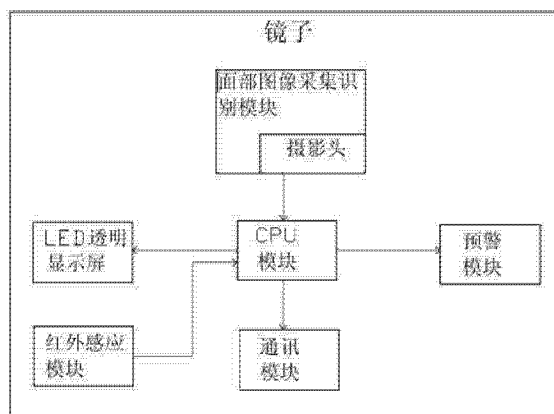 镜子
面部图像采集识
别模块
摄影头
LED透明
显示屏
CPU
模块
预警
模块
红外感应
模块
通讯
模块